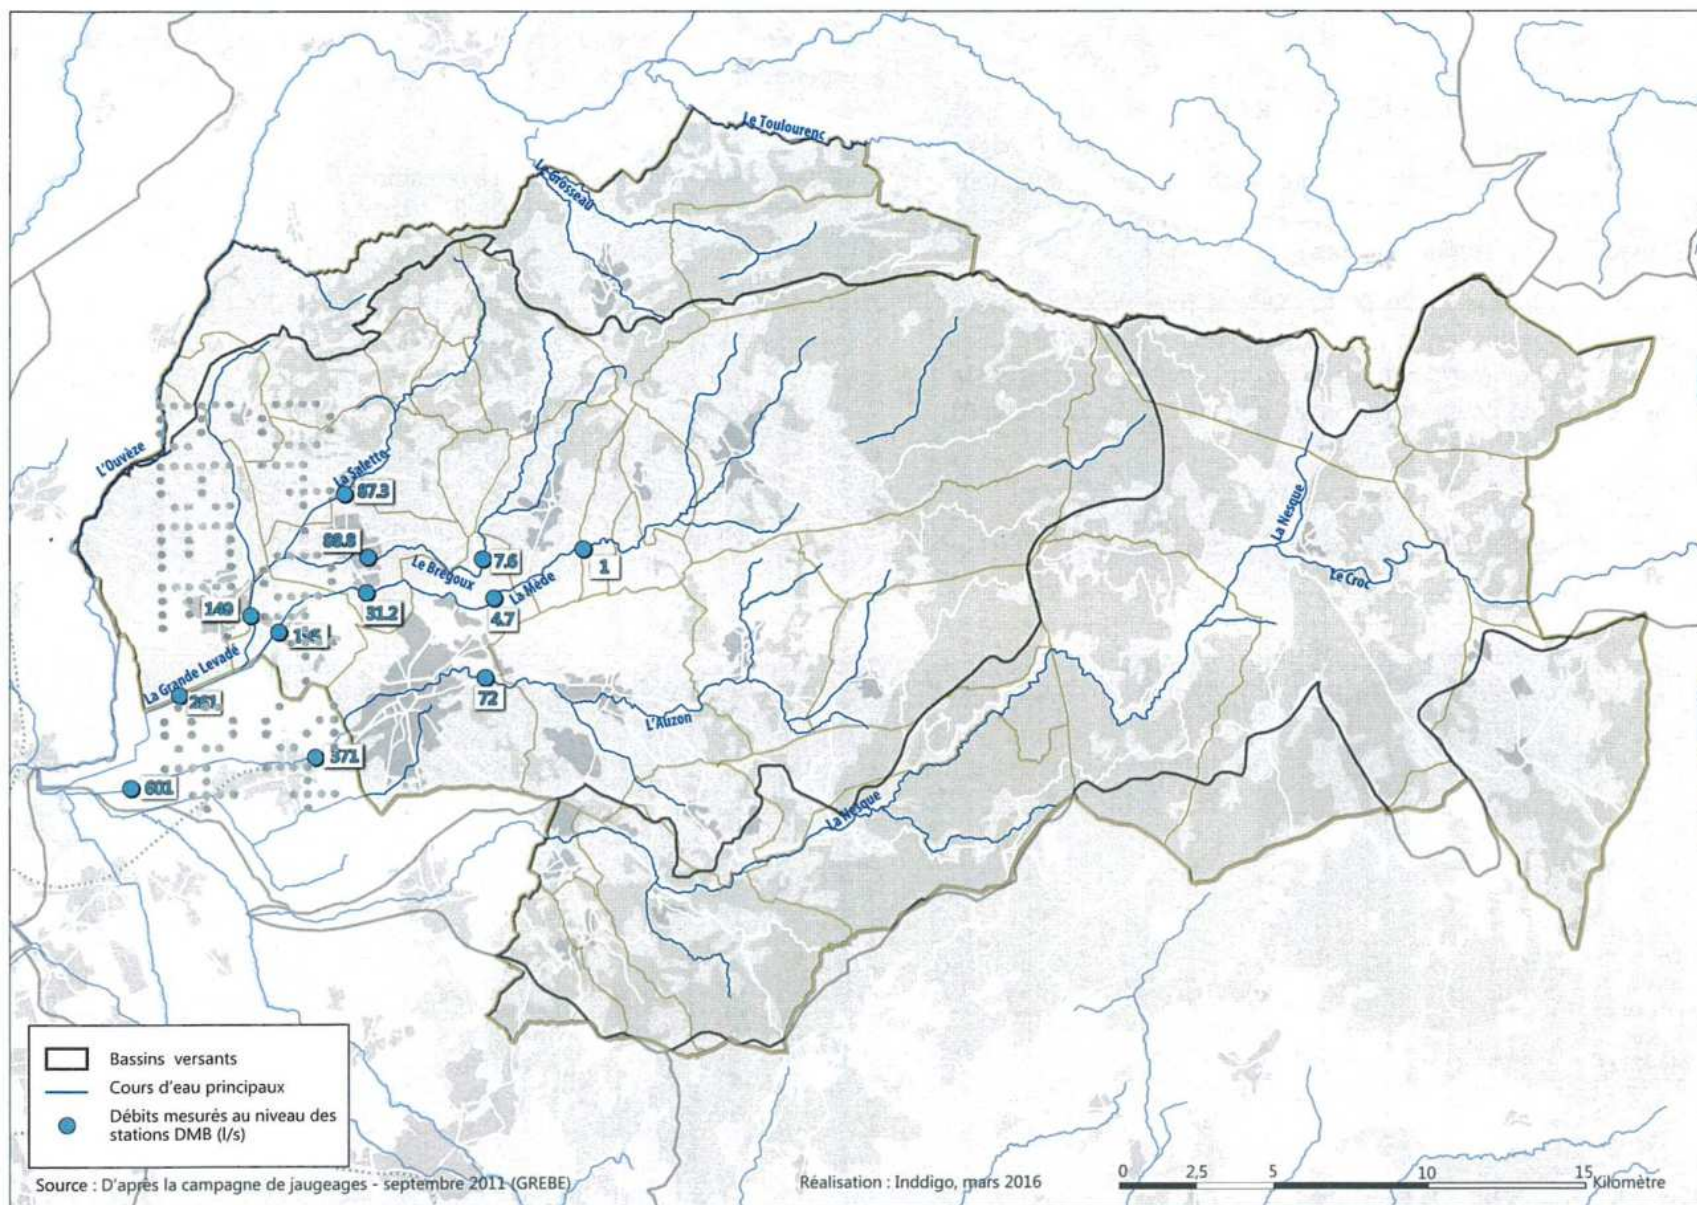 Le Toulourenc
Le Grosseau
L'Ouvèze
La Salette
87.3
88.8
Le Brégoux
7.6
1
La Mède
La Nesque
Le Croc
149
31.2
4.7
La Grande Levade
72
L'Auzon
371
601
La Nesque
Bassins versants
Cours d'eau principaux
Débits mesurés au niveau des
stations DMB (l/s)
Source : D'après la campagne de jaugeages - septembre 2011 (GREBE)
Réalisation : Inddigo, mars 2016
0 2,5 5 10 15
Kilomètre